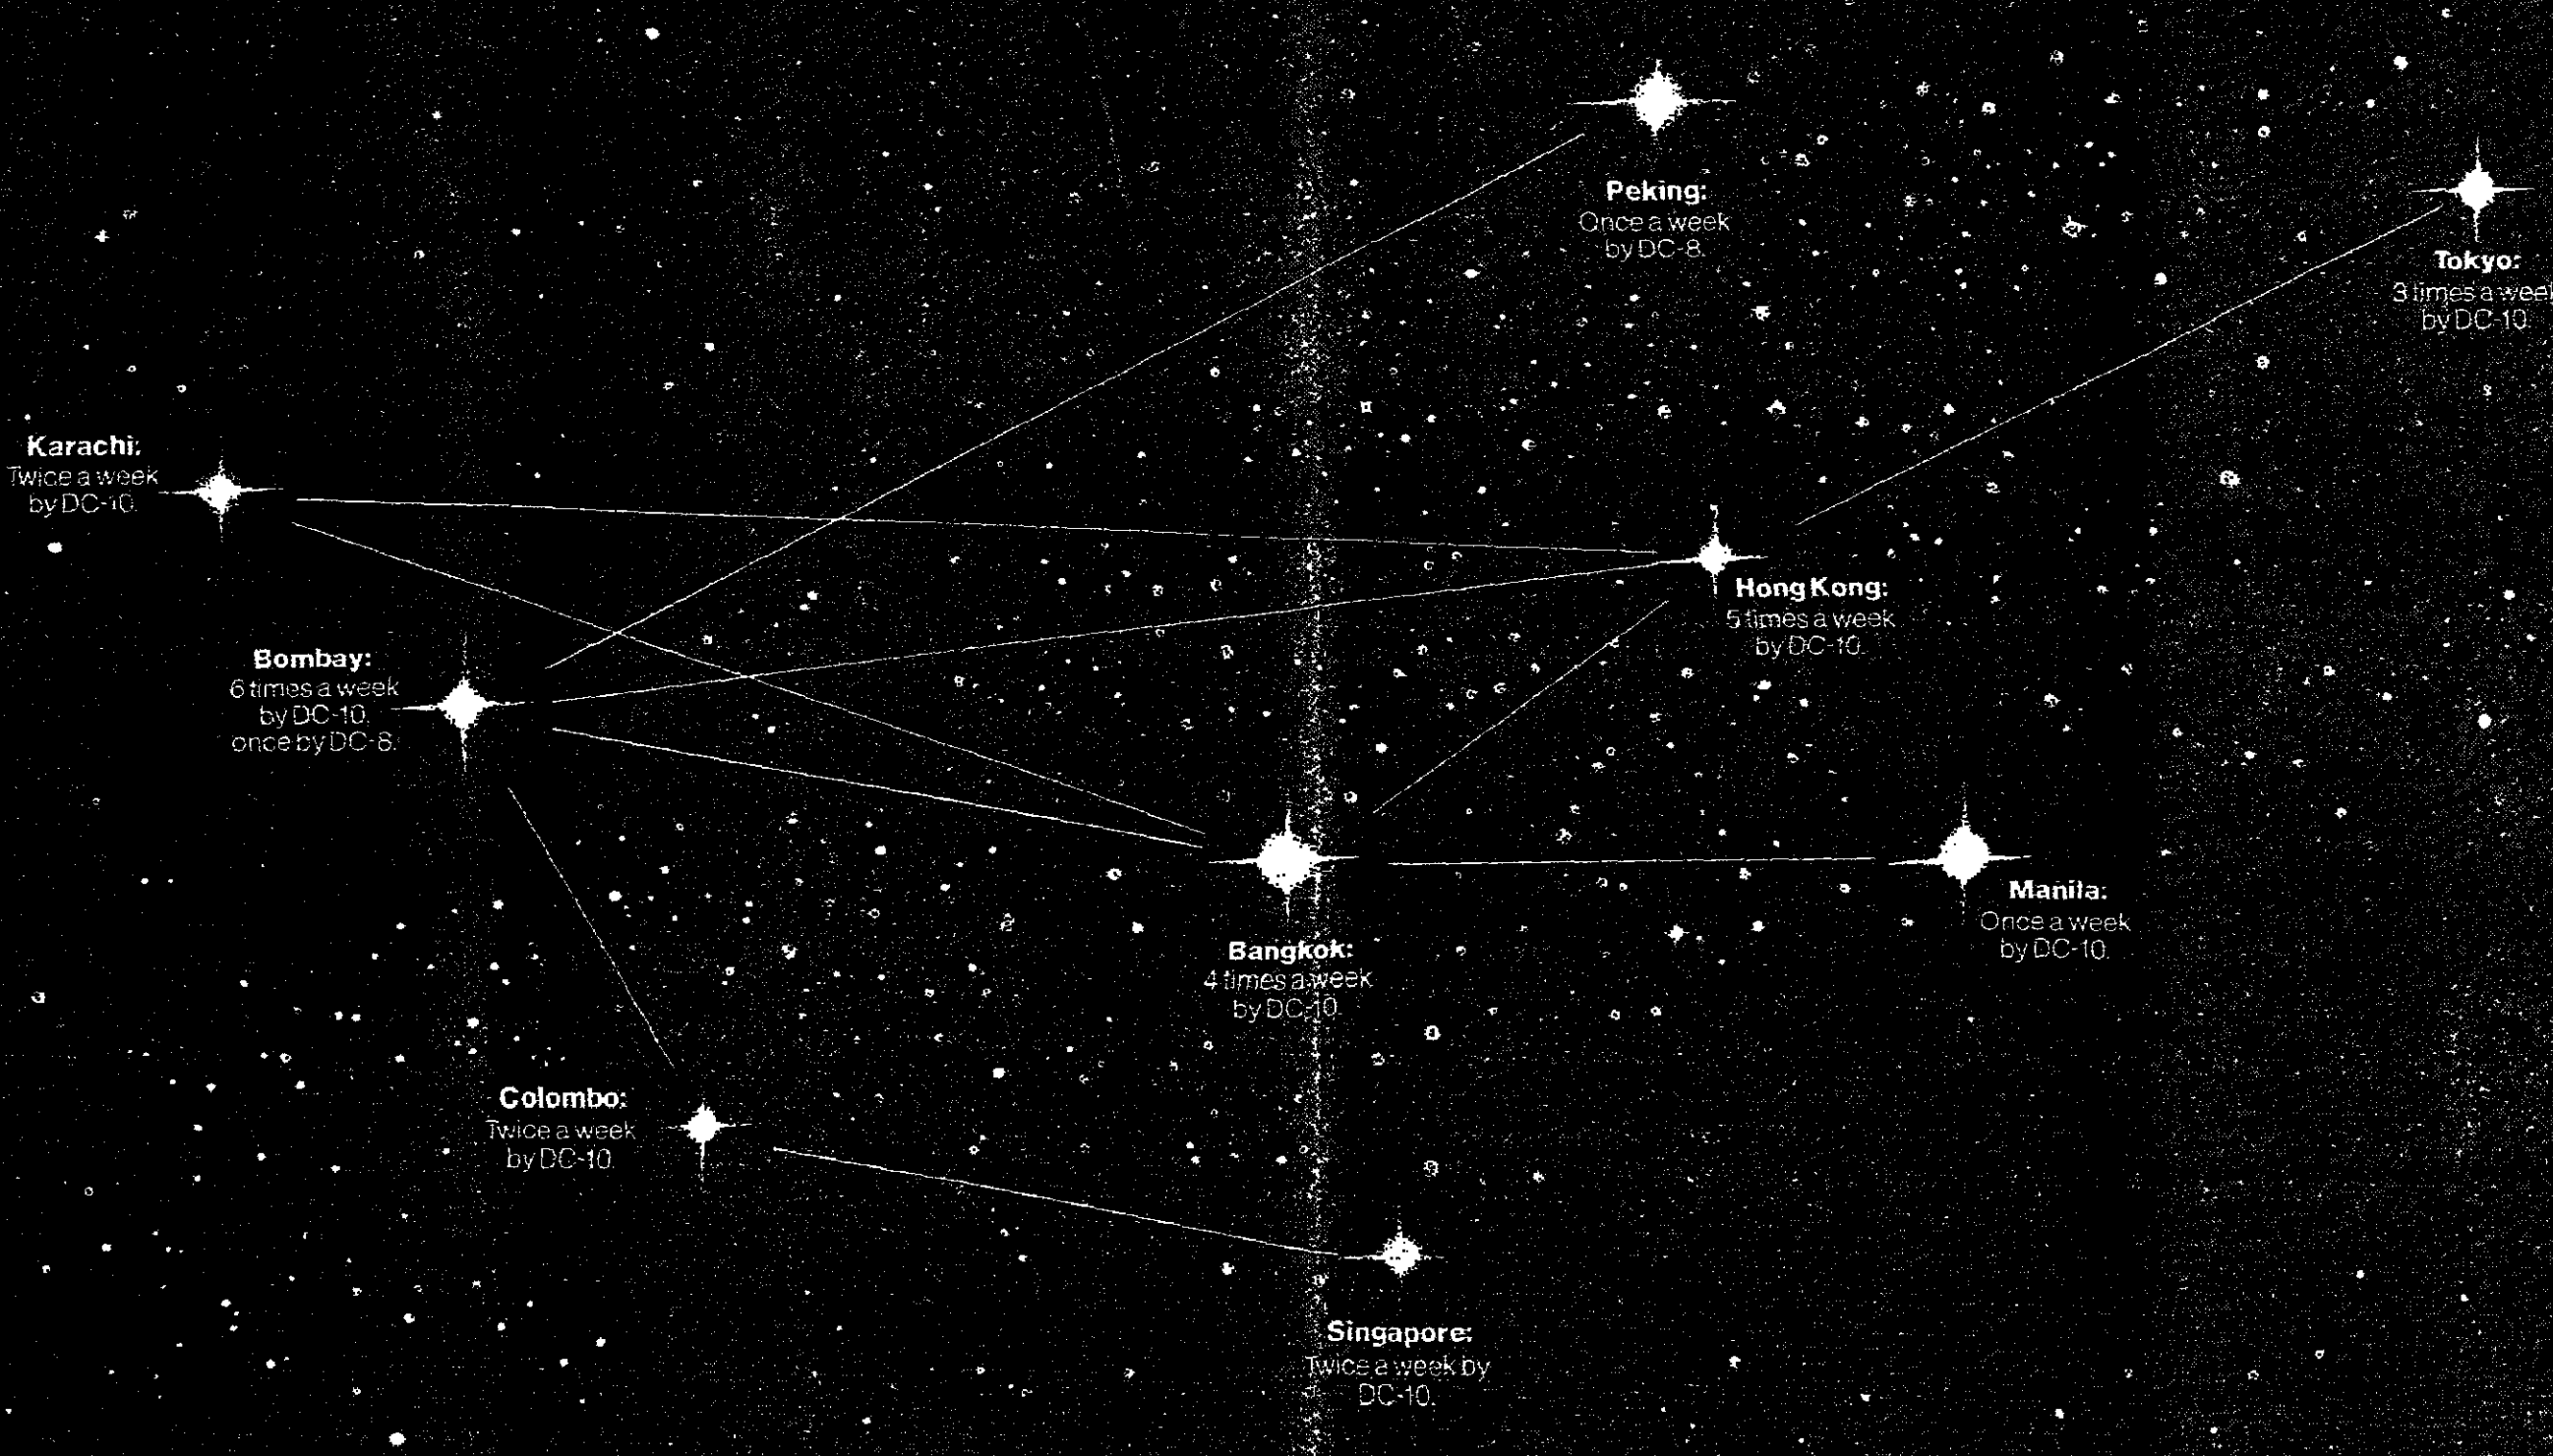 Peking:
Once a week
by DC-8.
Tokyo:
3 times a week
by DC-10.
Karachi:
Twice a week
by DC-10.
Hong Kong:
5 times a week
by DC-10.
Bombay:
6 times a week
by DC-10,
once by DC-8.
Manila:
Once a week
by DC-10.
Bangkok:
4 times a week
by DC-10.
Colombo:
Twice a week
by DC-10.
Singapore:
Twice a week by
DC-10.